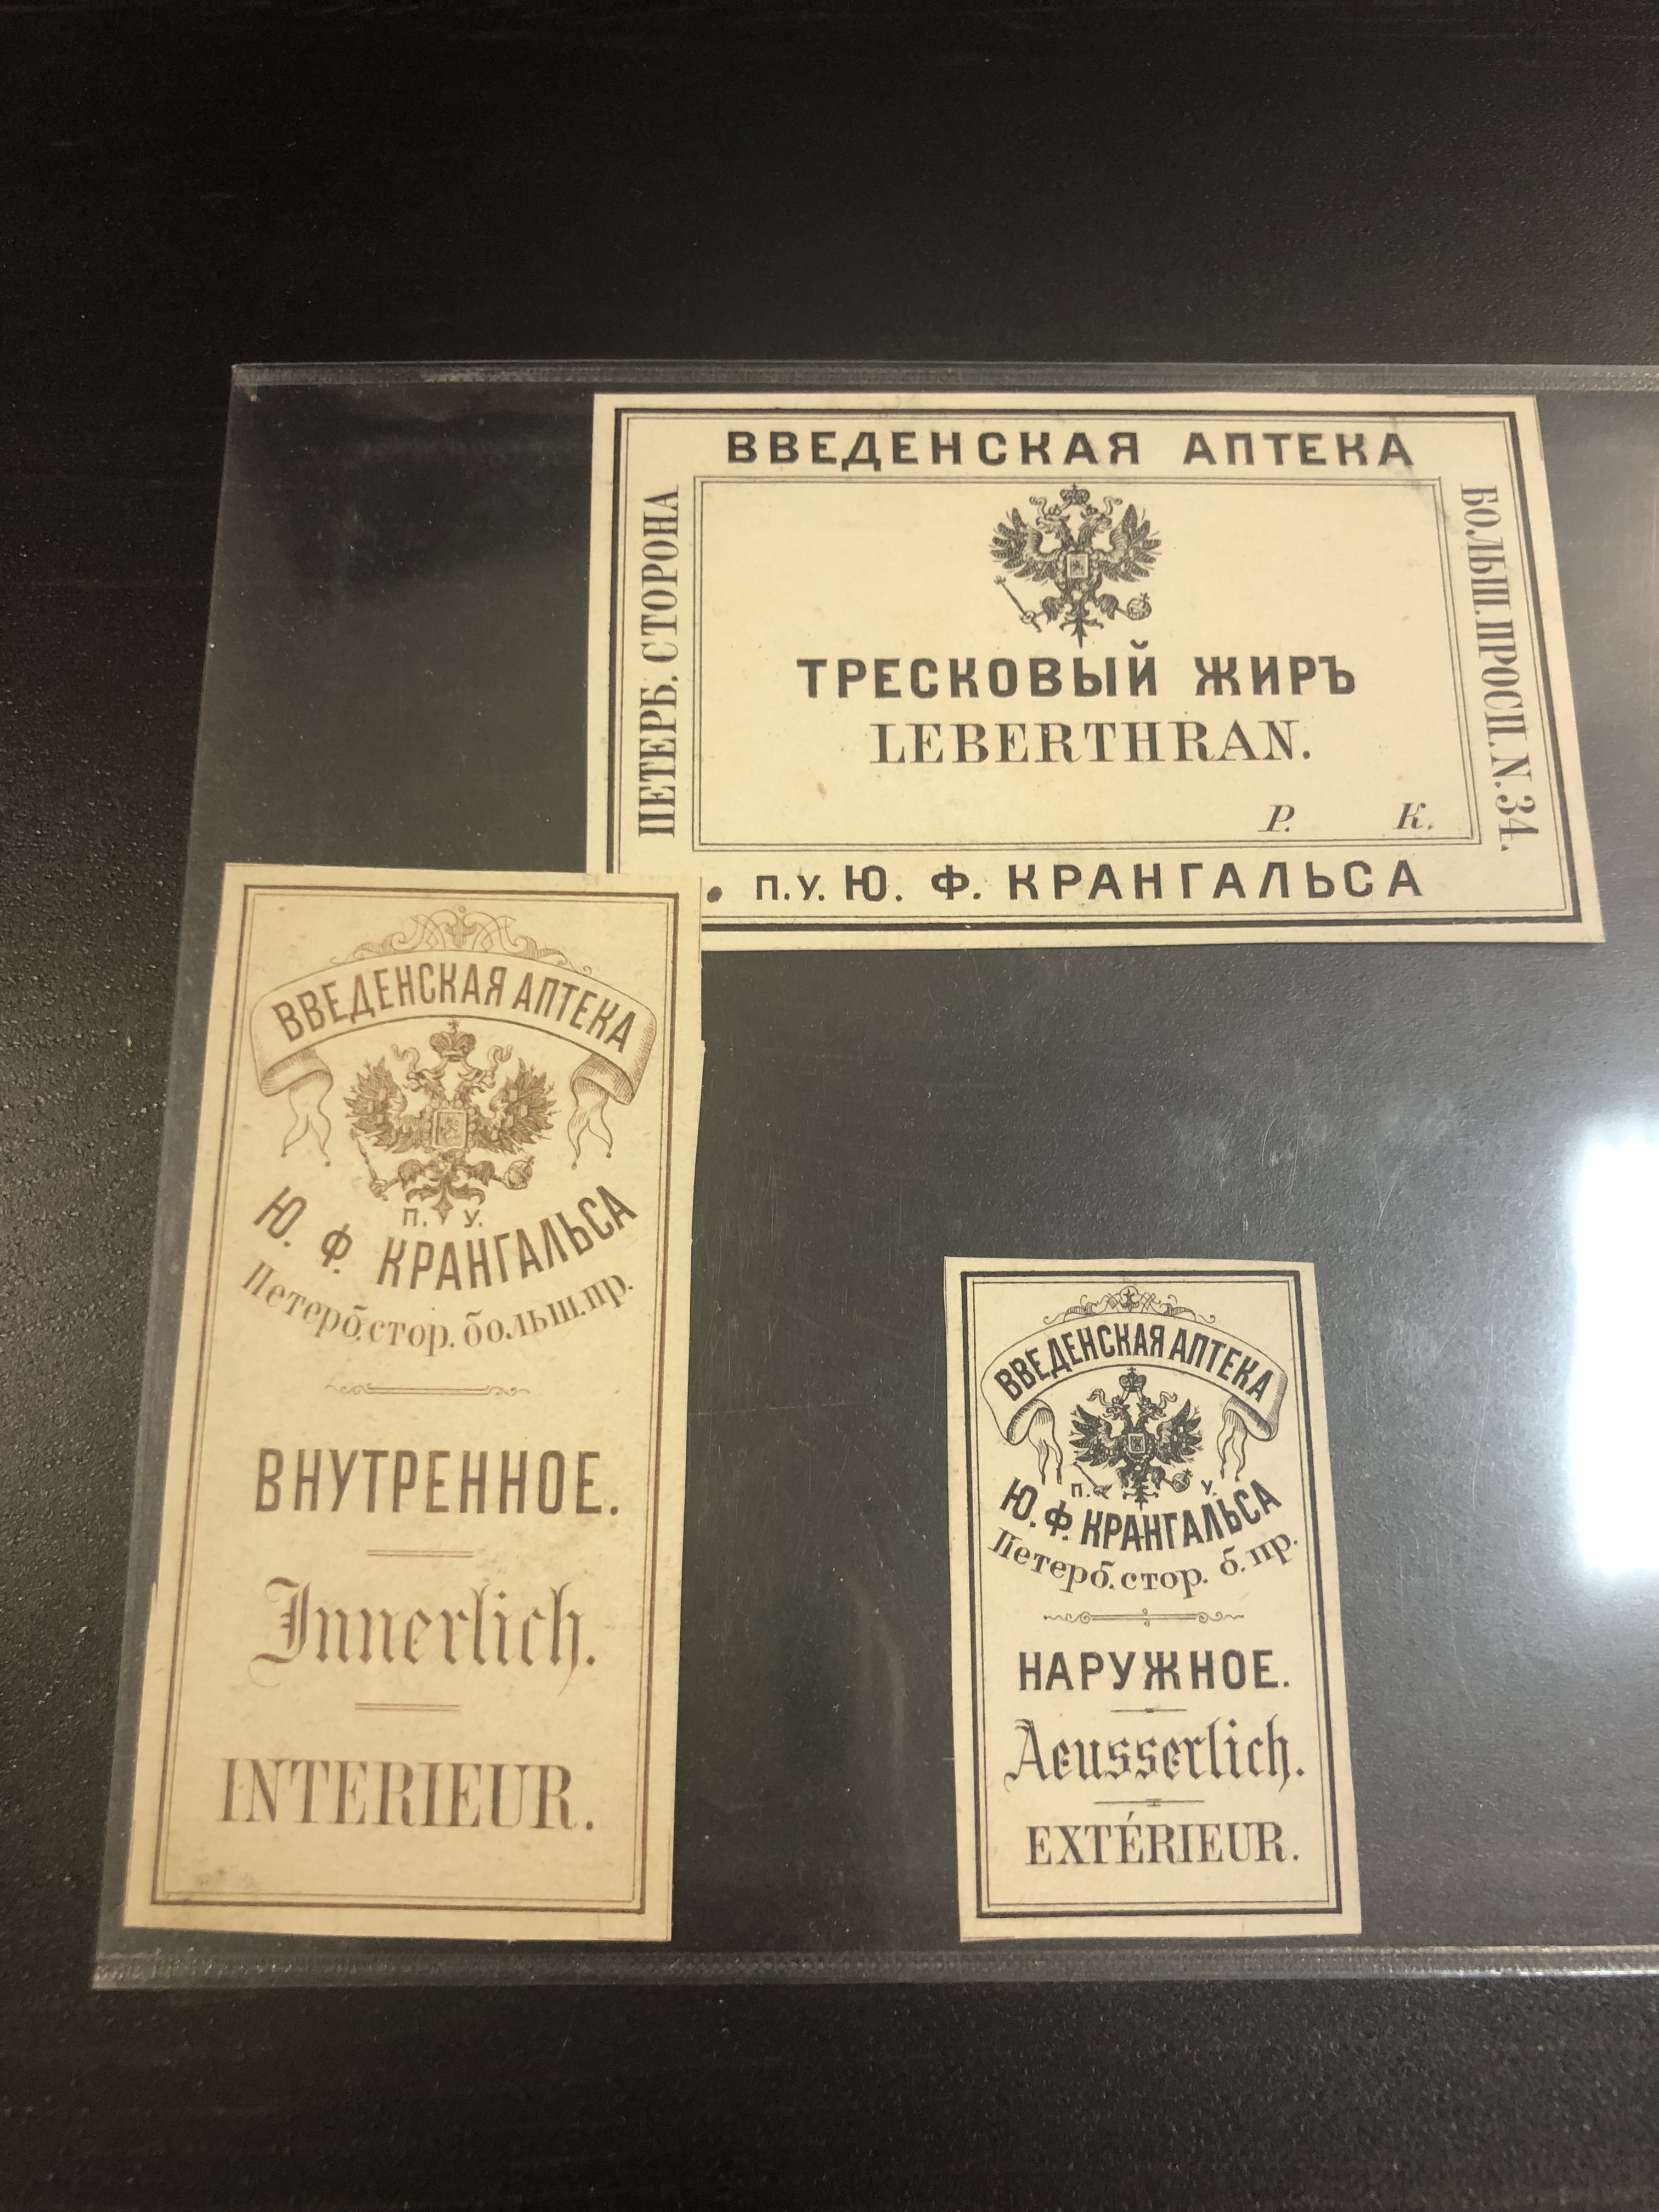 ВВЕДЕНСКАЯ АПТЕКА
ПЕТЕРБ. СТОРОНА
БОЛЬШ. ПРОСП. N. 34.
ТРЕСКОВЫЙ ЖИРЪ
LEBERTHRAN.
Р. К.
П. У. Ю. Ф. КРАНГАЛЬСА
ВВЕДЕНСКАЯ АПТЕКА
П. У.
Ю. Ф. КРАНГАЛЬСА
Петерб. стор. больш. пр.
ВНУТРЕННОЕ.
Innerlich.
INTERIEUR.
ВВЕДЕНСКАЯ АПТЕКА
П. У.
Ю. Ф. КРАНГАЛЬСА
Петерб. стор. б. пр.
НАРУЖНОЕ.
Aeusserlich.
EXTÉRIEUR.